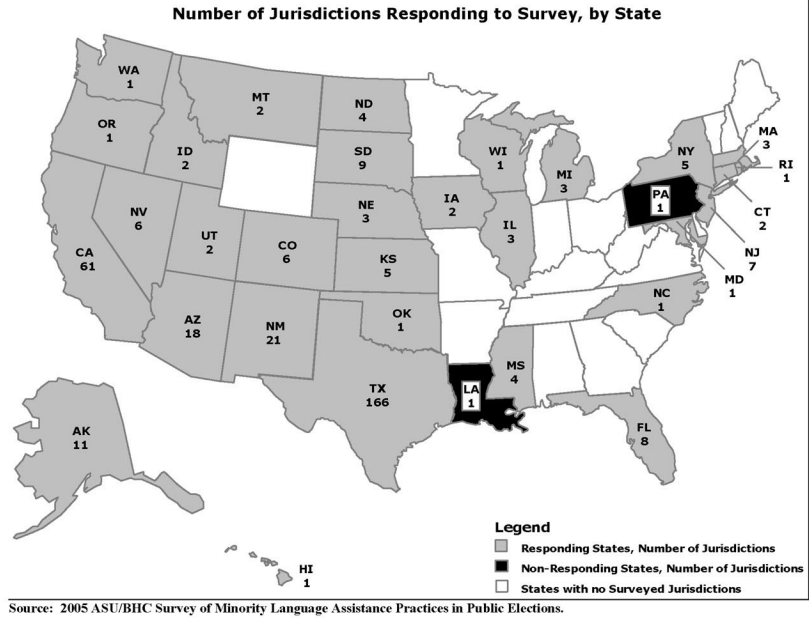 Number of Jurisdictions Responding to Survey, by State
WA
1
MT
2
ND
4
OR
1
ID
2
SD
9
WI
1
MI
3
NY
5
MA
3
RI
1
CT
2
NJ
7
MD
1
PA
1
NV
6
UT
2
CO
6
NE
3
IA
2
IL
3
CA
61
KS
5
AZ
18
NM
21
OK
1
NC
1
TX
166
LA
1
MS
4
FL
8
AK
11
HI
1
Legend
Responding States, Number of Jurisdictions
Non-Responding States, Number of Jurisdictions
States with no Surveyed Jurisdictions
Source: 2005 ASU/BHC Survey of Minority Language Assistance Practices in Public Elections.